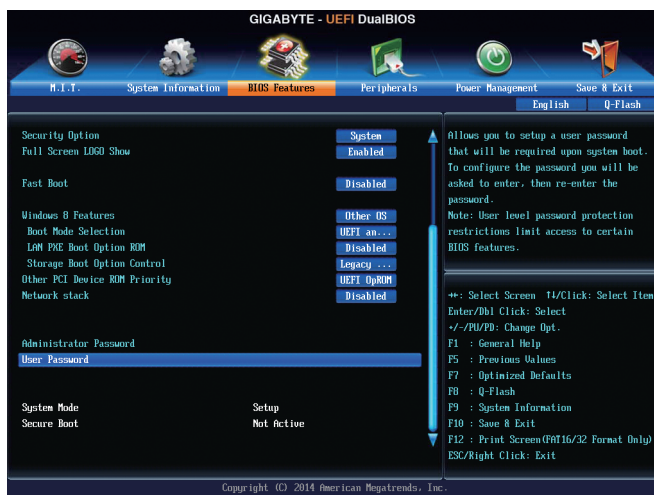 GIGABYTE - UEFI DualBIOS
M.I.T. System Information BIOS Features Peripherals Power Management Save & Exit
English Q-Flash
Security Option System
Full Screen LOGO Show Enabled
Fast Boot Disabled
Windows 8 Features Other OS
Boot Mode Selection UEFI an...
LAN PXE Boot Option ROM Disabled
Storage Boot Option Control Legacy ...
Other PCI Device ROM Priority UEFI OpROM
Network stack Disabled
Administrator Password
User Password
System Mode Setup
Secure Boot Not Active
Allows you to setup a user password
that will be required upon system boot.
To configure the password you will be
asked to enter, then re-enter the
password.
Note: User level password protection
restrictions limit access to certain
BIOS features.
→←: Select Screen ↑↓/Click: Select Item
Enter/Dbl Click: Select
+/-/PU/PD: Change Opt.
F1 : General Help
F5 : Previous Values
F7 : Optimized Defaults
F8 : Q-Flash
F9 : System Information
F10 : Save & Exit
F12 : Print Screen(FAT16/32 Format Only)
ESC/Right Click: Exit
Copyright (C) 2014 American Megatrends, Inc.